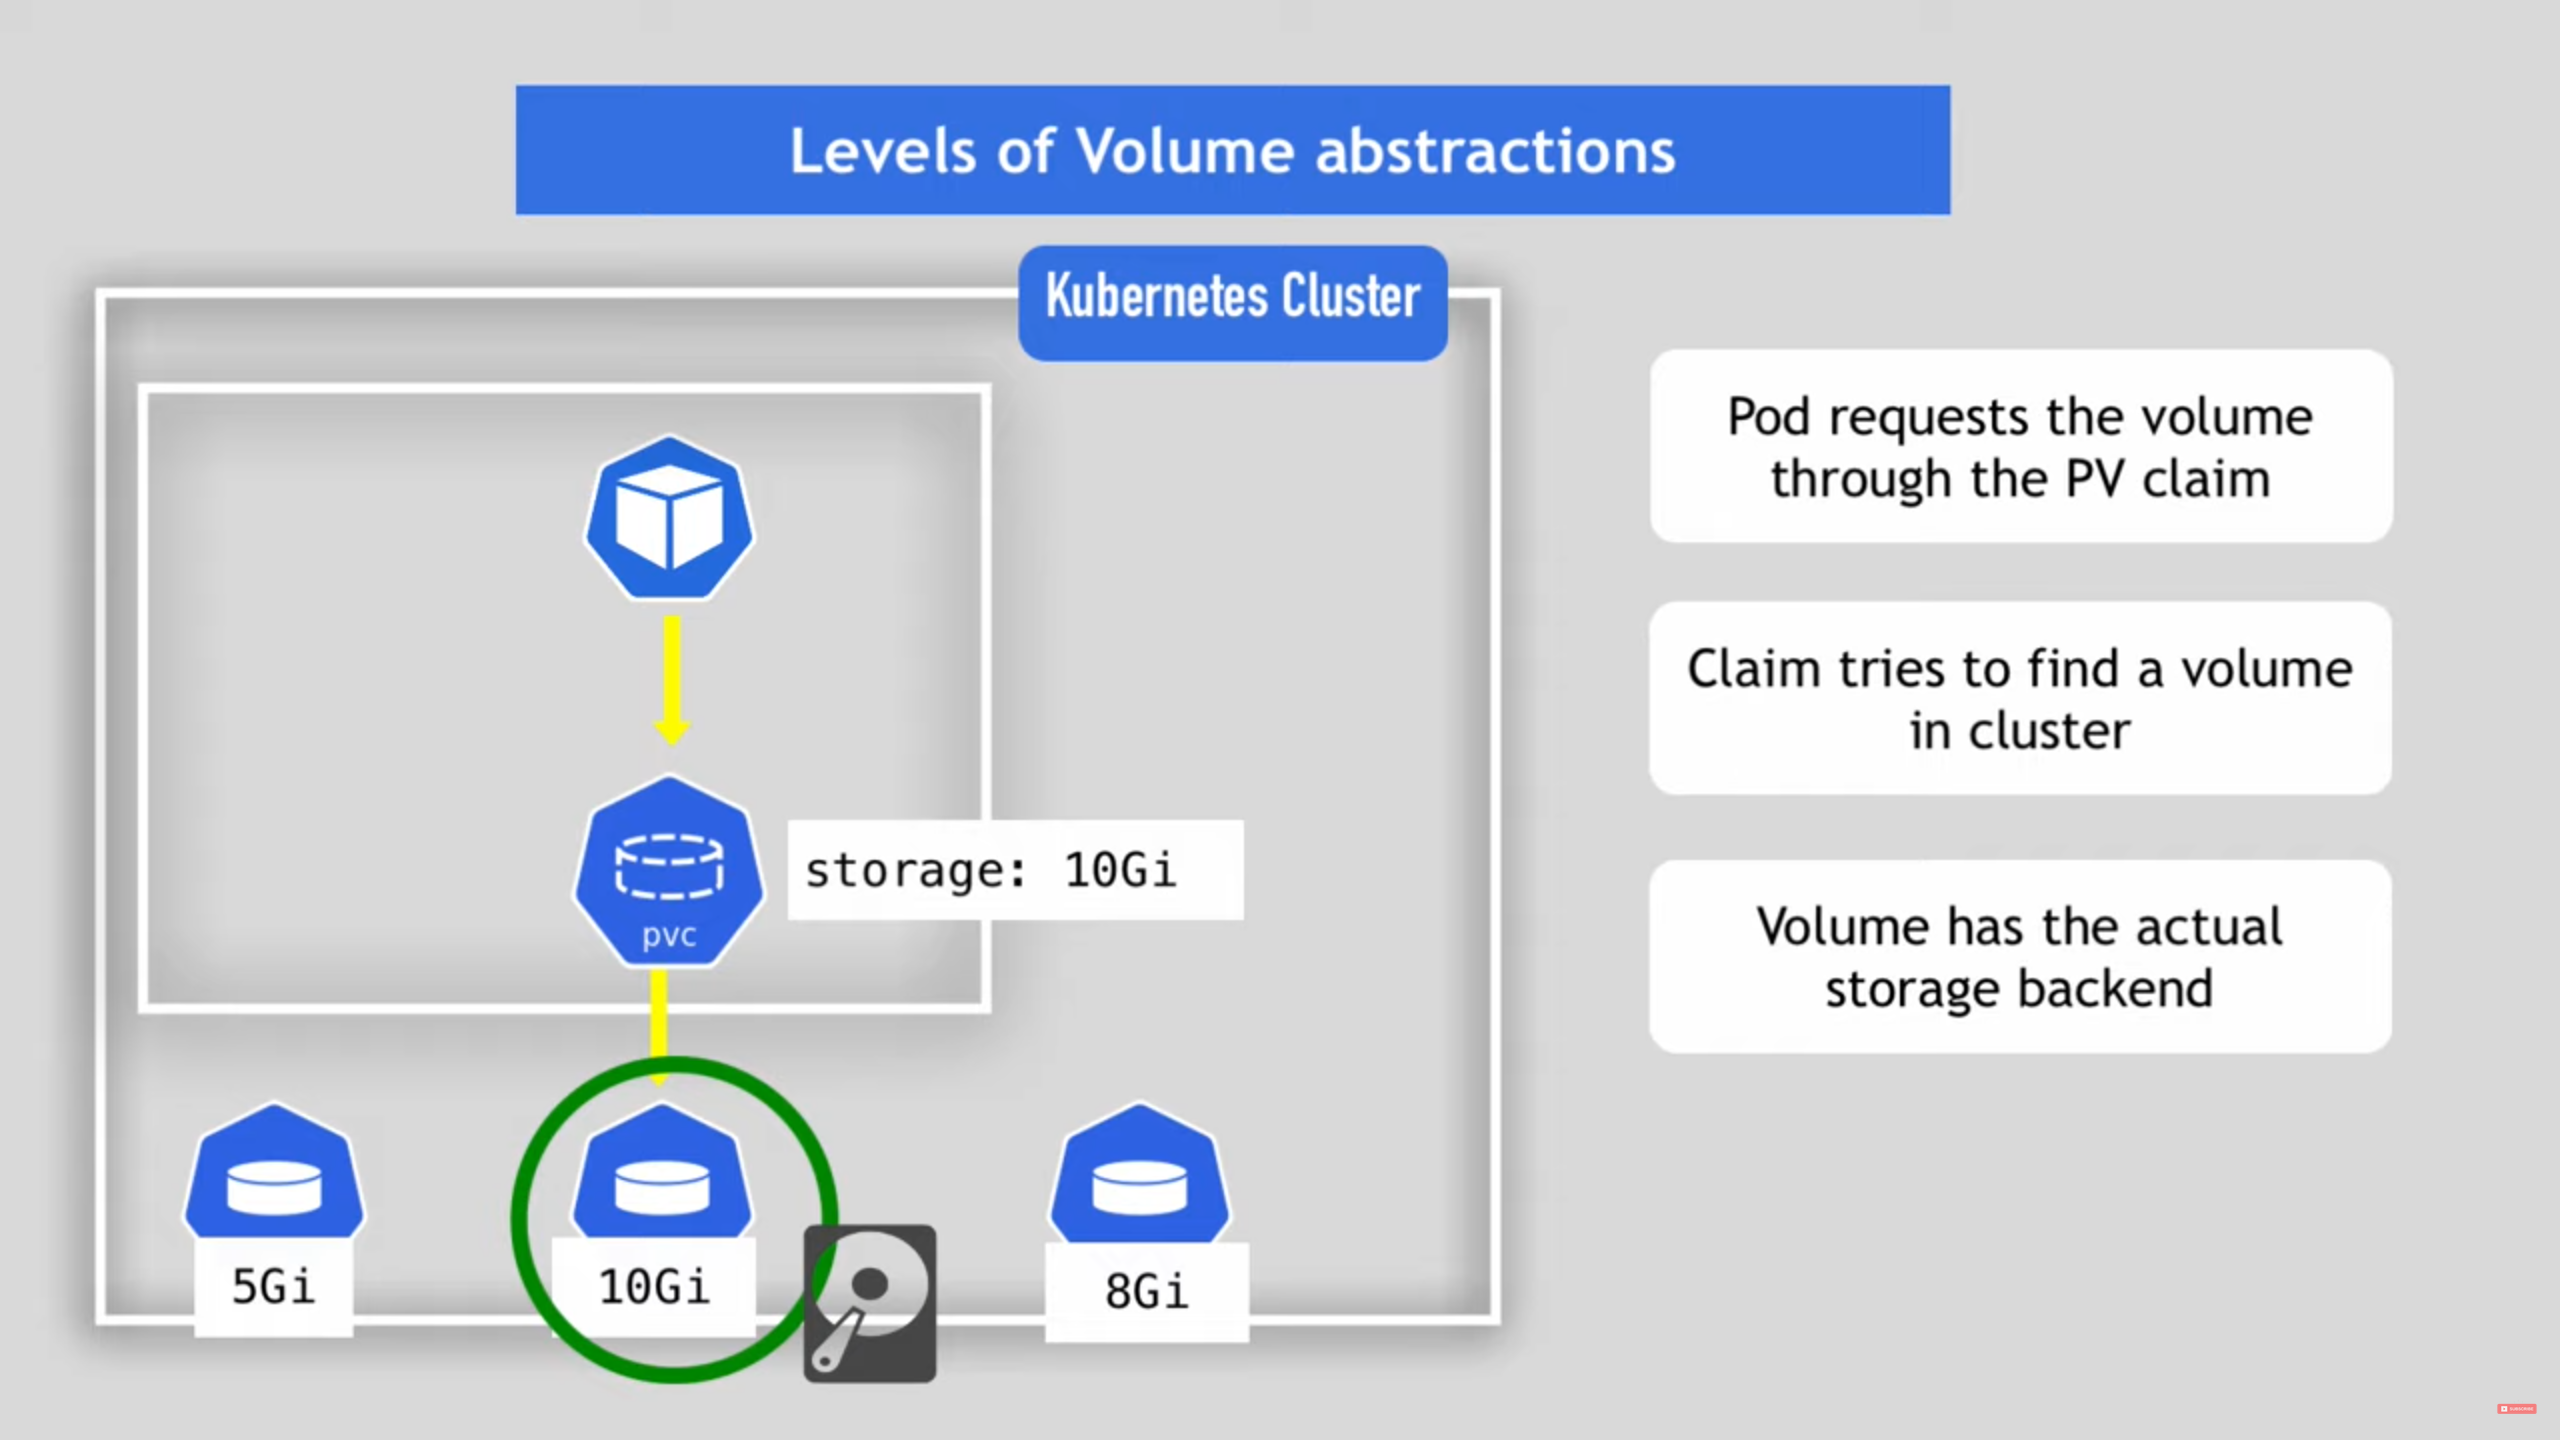 Levels of Volume abstractions
Kubernetes Cluster
Pod requests the volume
through the PV claim
Claim tries to find a volume
in cluster
storage: 10Gi
pvc
Volume has the actual
storage backend
5Gi
10Gi
8Gi
SUBSCRIBE